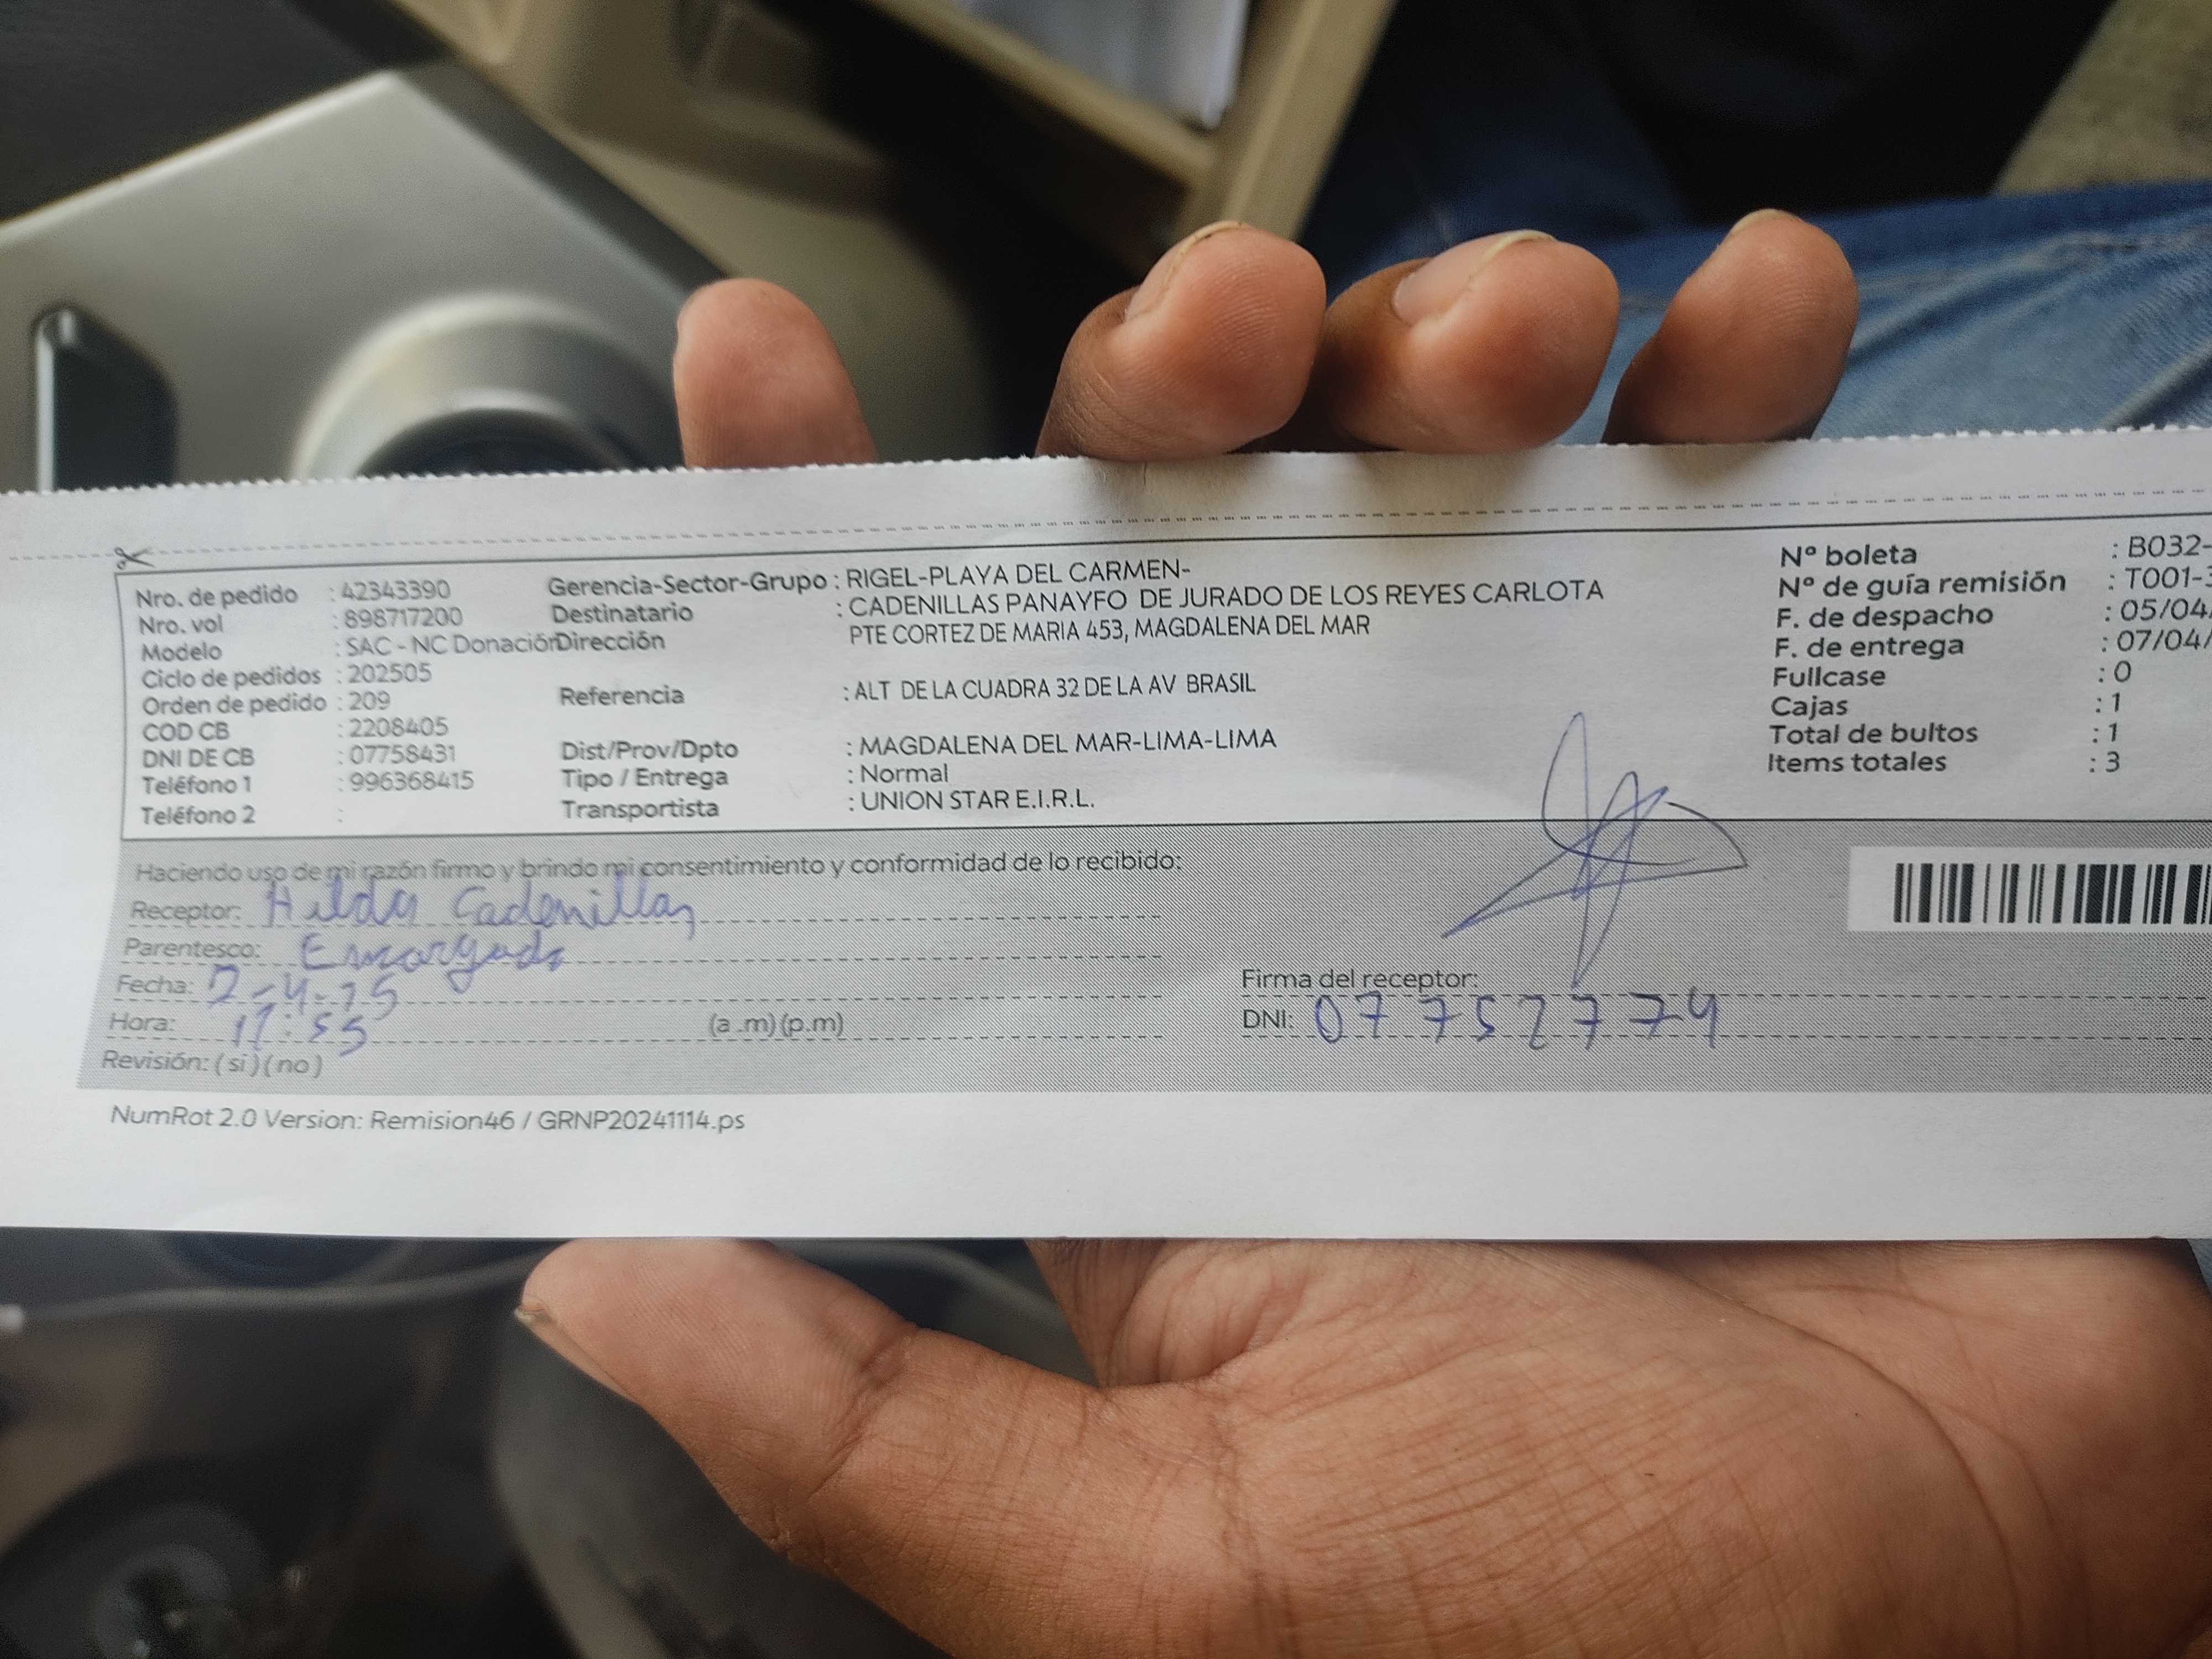 Nro. de pedido : 42343390
Nro. vol : 898717200
Modelo : SAC - NC Donación
Ciclo de pedidos : 202505
Orden de pedido : 209
COD CB : 2208405
DNI DE CB : 07758431
Teléfono 1 : 996368415
Teléfono 2 :
Gerencia-Sector-Grupo : RIGEL-PLAYA DEL CARMEN-
Destinatario : CADENILLAS PANAYFO DE JURADO DE LOS REYES CARLOTA
Dirección PTE CORTEZ DE MARIA 453, MAGDALENA DEL MAR
Referencia : ALT DE LA CUADRA 32 DE LA AV BRASIL
Dist/Prov/Dpto : MAGDALENA DEL MAR-LIMA-LIMA
Tipo / Entrega : Normal
Transportista : UNION STAR E.I.R.L.
Nº boleta : B032-
Nº de guía remisión : T001-
F. de despacho : 05/04/
F. de entrega : 07/04/
Fullcase : 0
Cajas : 1
Total de bultos : 1
Items totales : 3
Haciendo uso de mi razón firmo y brindo mi consentimiento y conformidad de lo recibido:
Receptor: Hilda Cadenillas
Parentesco: Encargada
Fecha:
Hora: (a .m) (p.m)
Revisión: ( si ) ( no )
Firma del receptor:
DNI: 07752774
NumRot 2.0 Version: Remision46 / GRNP20241114.ps